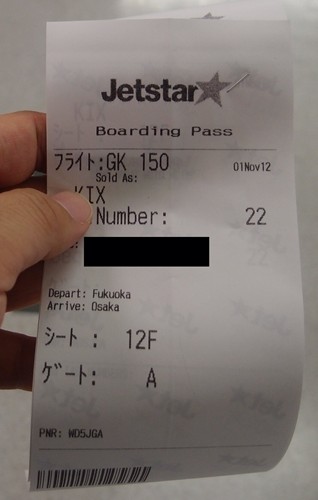 Jetstar
Boarding Pass
フライト:GK 150 01Nov12
Sold As:
KIX
Number: 22
Depart: Fukuoka
Arrive: Osaka
シート: 12F
ゲート: A
PNR: WD5JGA